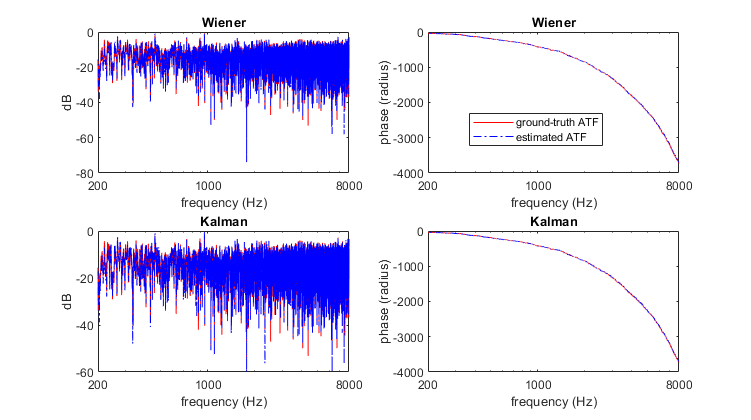 Wiener
0
-20
-40
-60
-80
dB
200
1000
8000
frequency (Hz)
Wiener
0
-1000
-2000
-3000
-4000
phase (radius)
ground-truth ATF
estimated ATF
200
1000
8000
frequency (Hz)
Kalman
0
-20
-40
-60
dB
200
1000
8000
frequency (Hz)
Kalman
0
-1000
-2000
-3000
-4000
phase (radius)
200
1000
8000
frequency (Hz)